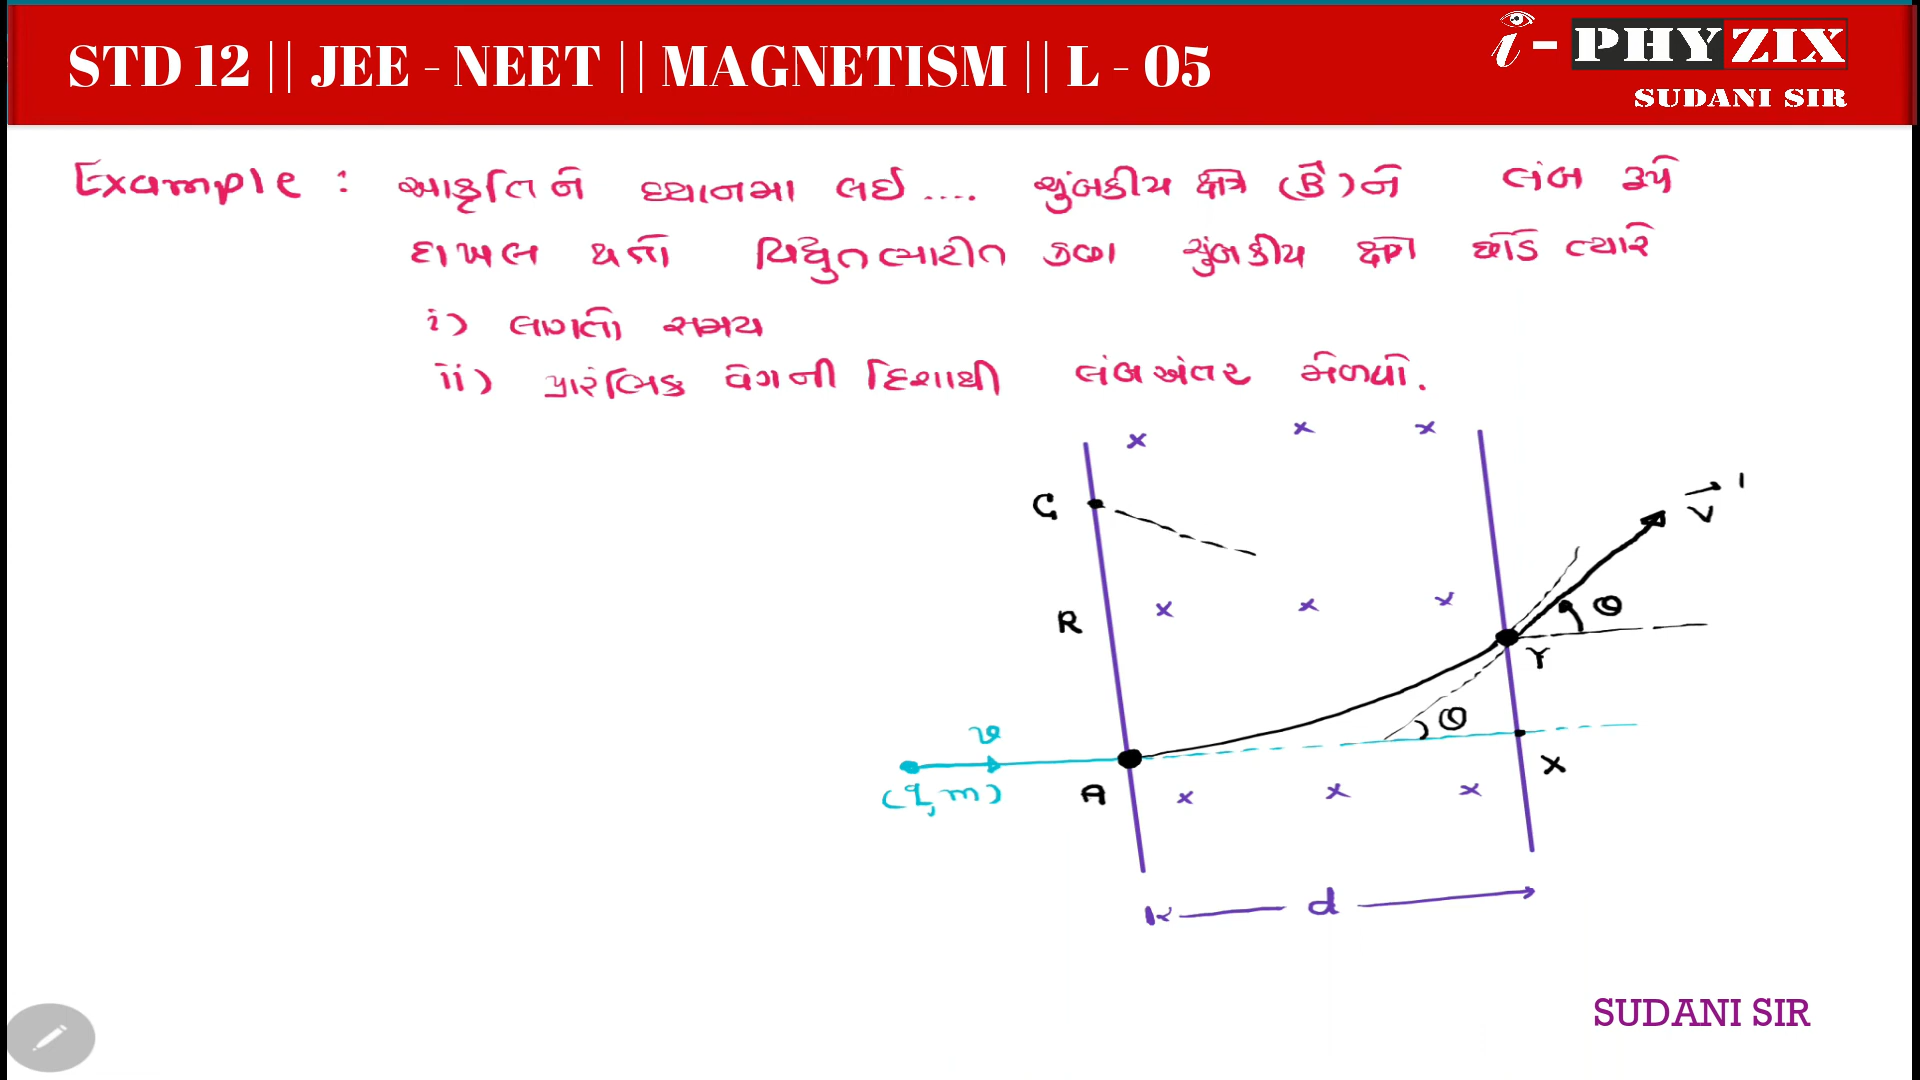 STD 12 || JEE - NEET || MAGNETISM || L - 05
i-PHYZIX
SUDANI SIR
Example : આકૃતિને ધ્યાનમાં લઈ .... ચુંબકીય ક્ષેત્ર (B⃗)ને લંબ રૂપે
દાખલ થતો વિદ્યુતભારીત કણ ચુંબકીય ક્ષેત્ર છોડે ત્યારે
i) લાગતો સમય
ii) પ્રારંભિક વેગની દિશાથી લંબઅંતર મેળવો.
x x x
C
v⃗'
x x x
θ
R
Y
θ
v
X
(q, m)
A
x x x
d
SUDANI SIR